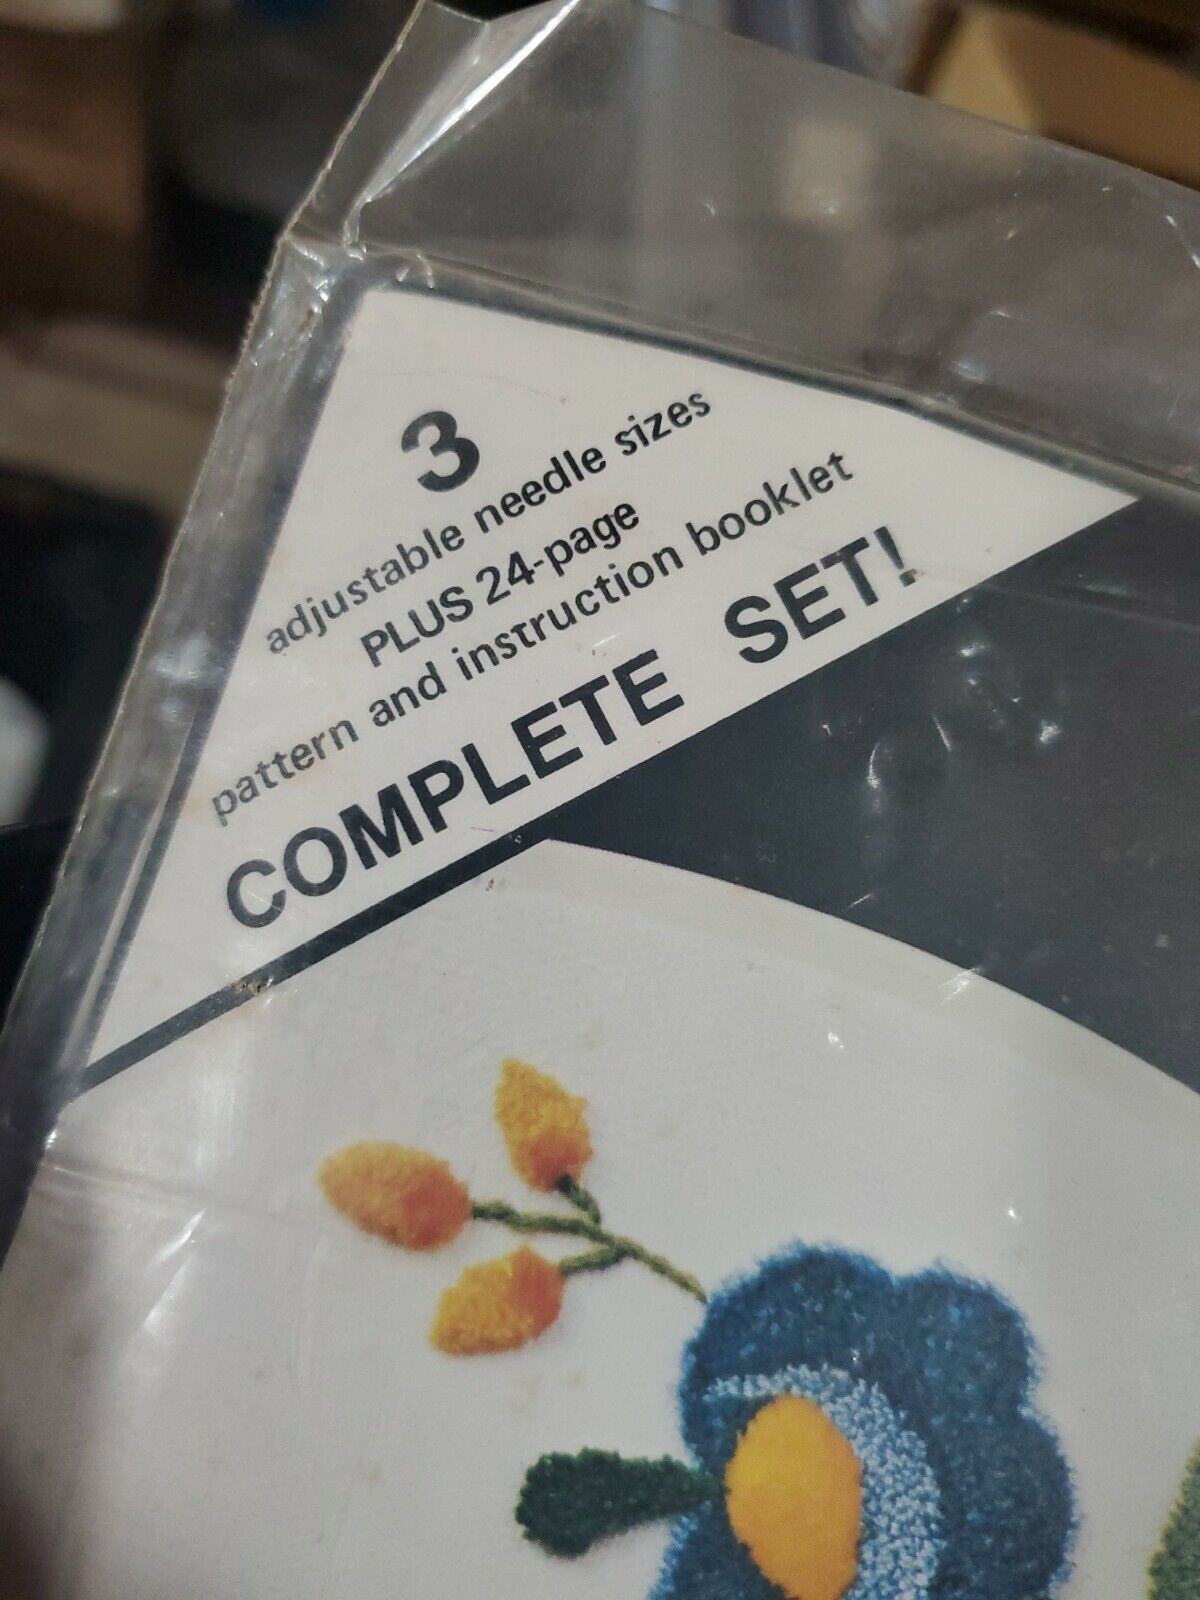 3
adjustable needle sizes
PLUS 24-page
pattern and instruction booklet
COMPLETE SET!